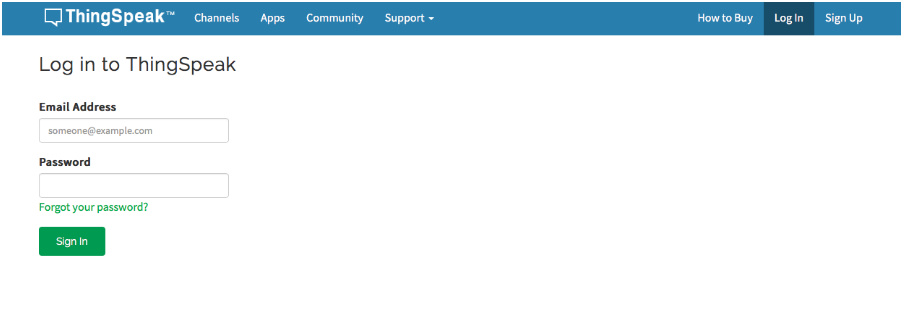 ThingSpeak™ Channels Apps Community Support How to Buy Log In Sign Up
Log in to ThingSpeak
Email Address
someone@example.com
Password
Forgot your password?
Sign In